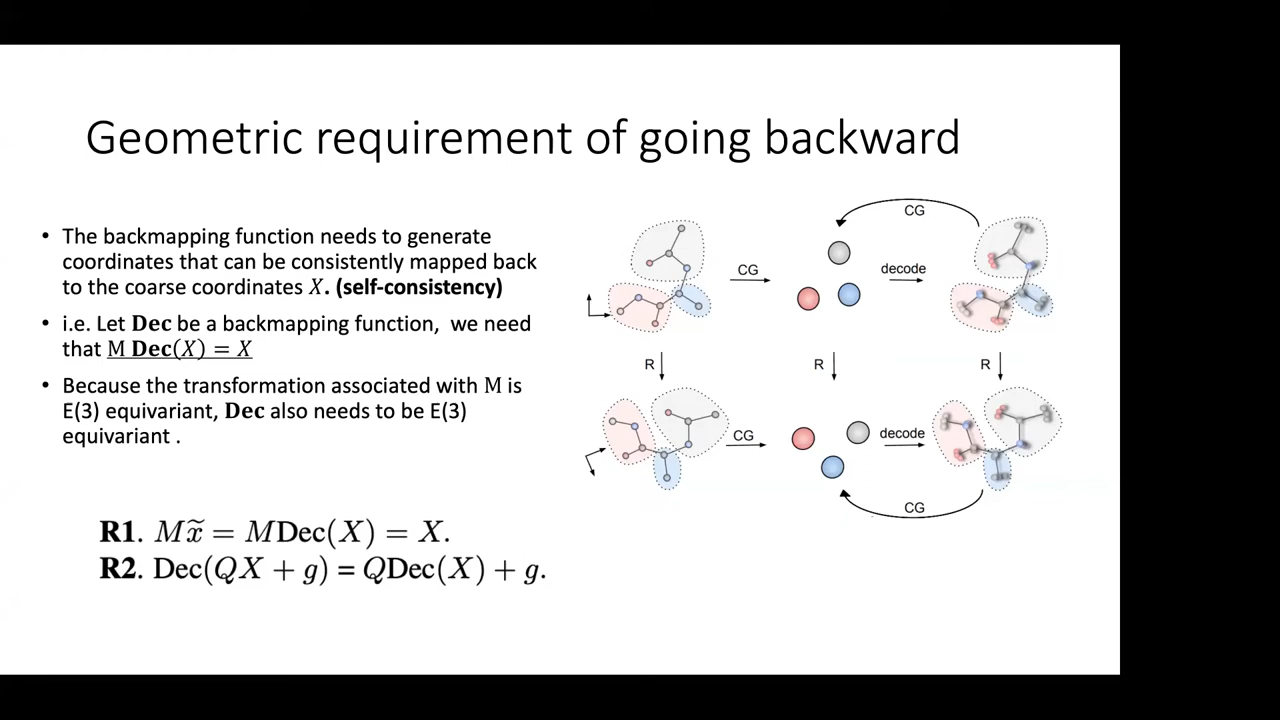 Geometric requirement of going backward
• The backmapping function needs to generate
coordinates that can be consistently mapped back
to the coarse coordinates X. (self-consistency)
• i.e. Let Dec be a backmapping function, we need
that M Dec(X) = X
• Because the transformation associated with M is
E(3) equivariant, Dec also needs to be E(3)
equivariant .
R1. Mx̃ = MDec(X) = X.
R2. Dec(QX + g) = QDec(X) + g.
CG
CG
decode
R
R
R
CG
decode
CG